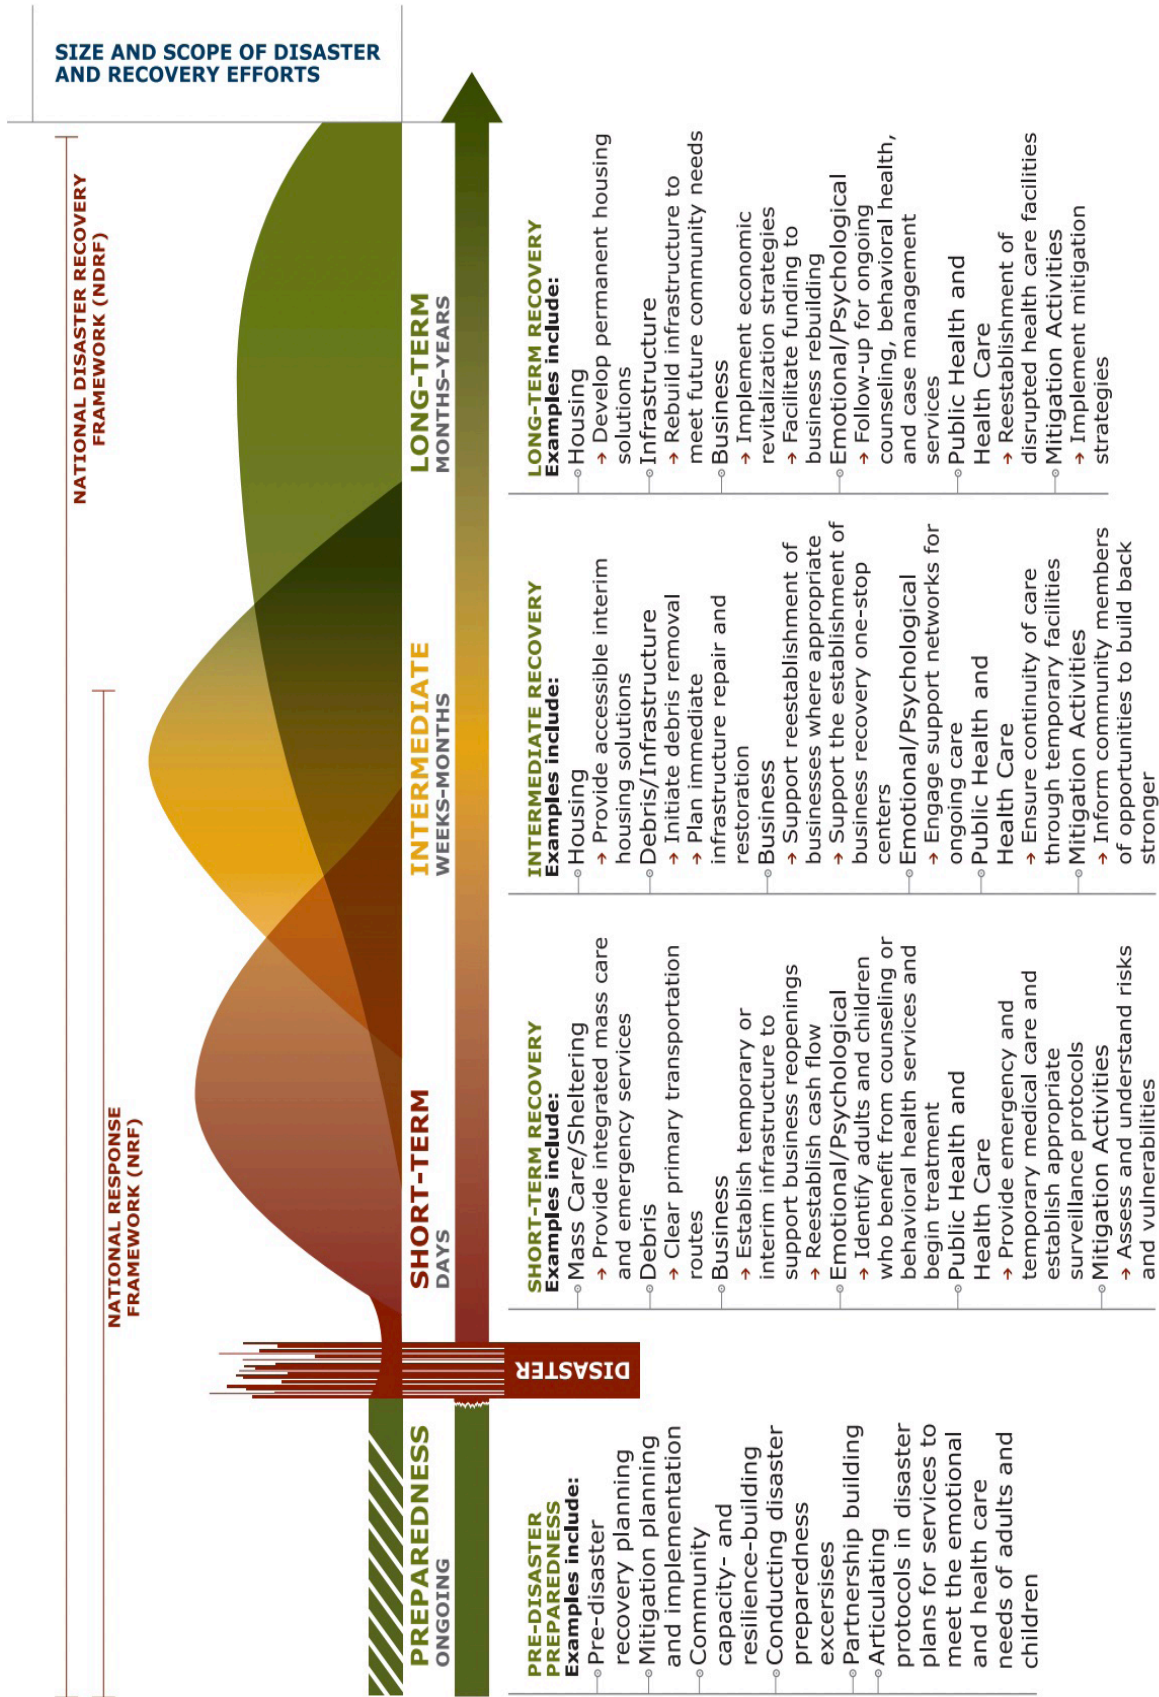 SIZE AND SCOPE OF DISASTER
AND RECOVERY EFFORTS
NATIONAL DISASTER RECOVERY
FRAMEWORK (NDRF)
NATIONAL RESPONSE
FRAMEWORK (NRF)
PREPAREDNESS
ONGOING
DISASTER
SHORT-TERM
DAYS
INTERMEDIATE
WEEKS-MONTHS
LONG-TERM
MONTHS-YEARS
PRE-DISASTER
PREPAREDNESS
Examples include:
Pre-disaster
recovery planning
Mitigation planning
and implementation
Community
capacity- and
resilience-building
Conducting disaster
preparedness
excersises
Partnership building
Articulating
protocols in disaster
plans for services to
meet the emotional
and health care
needs of adults and
children
SHORT-TERM RECOVERY
Examples include:
Mass Care/Sheltering
→ Provide integrated mass care
and emergency services
Debris
→ Clear primary transportation
routes
Business
→ Establish temporary or
interim infrastructure to
support business reopenings
→ Reestablish cash flow
Emotional/Psychological
→ Identify adults and children
who benefit from counseling or
behavioral health services and
begin treatment
Public Health and
Health Care
→ Provide emergency and
temporary medical care and
establish appropriate
surveillance protocols
Mitigation Activities
→ Assess and understand risks
and vulnerabilities
INTERMEDIATE RECOVERY
Examples include:
Housing
→ Provide accessible interim
housing solutions
Debris/Infrastructure
→ Initiate debris removal
→ Plan immediate
infrastructure repair and
restoration
Business
→ Support reestablishment of
businesses where appropriate
→ Support the establishment of
business recovery one-stop
centers
Emotional/Psychological
→ Engage support networks for
ongoing care
Public Health and
Health Care
→ Ensure continuity of care
through temporary facilities
Mitigation Activities
→ Inform community members
of opportunities to build back
stronger
LONG-TERM RECOVERY
Examples include:
Housing
→ Develop permanent housing
solutions
Infrastructure
→ Rebuild infrastructure to
meet future community needs
Business
→ Implement economic
revitalization strategies
→ Facilitate funding to
business rebuilding
Emotional/Psychological
→ Follow-up for ongoing
counseling, behavioral health,
and case management
services
Public Health and
Health Care
→ Reestablishment of
disrupted health care facilities
Mitigation Activities
→ Implement mitigation
strategies